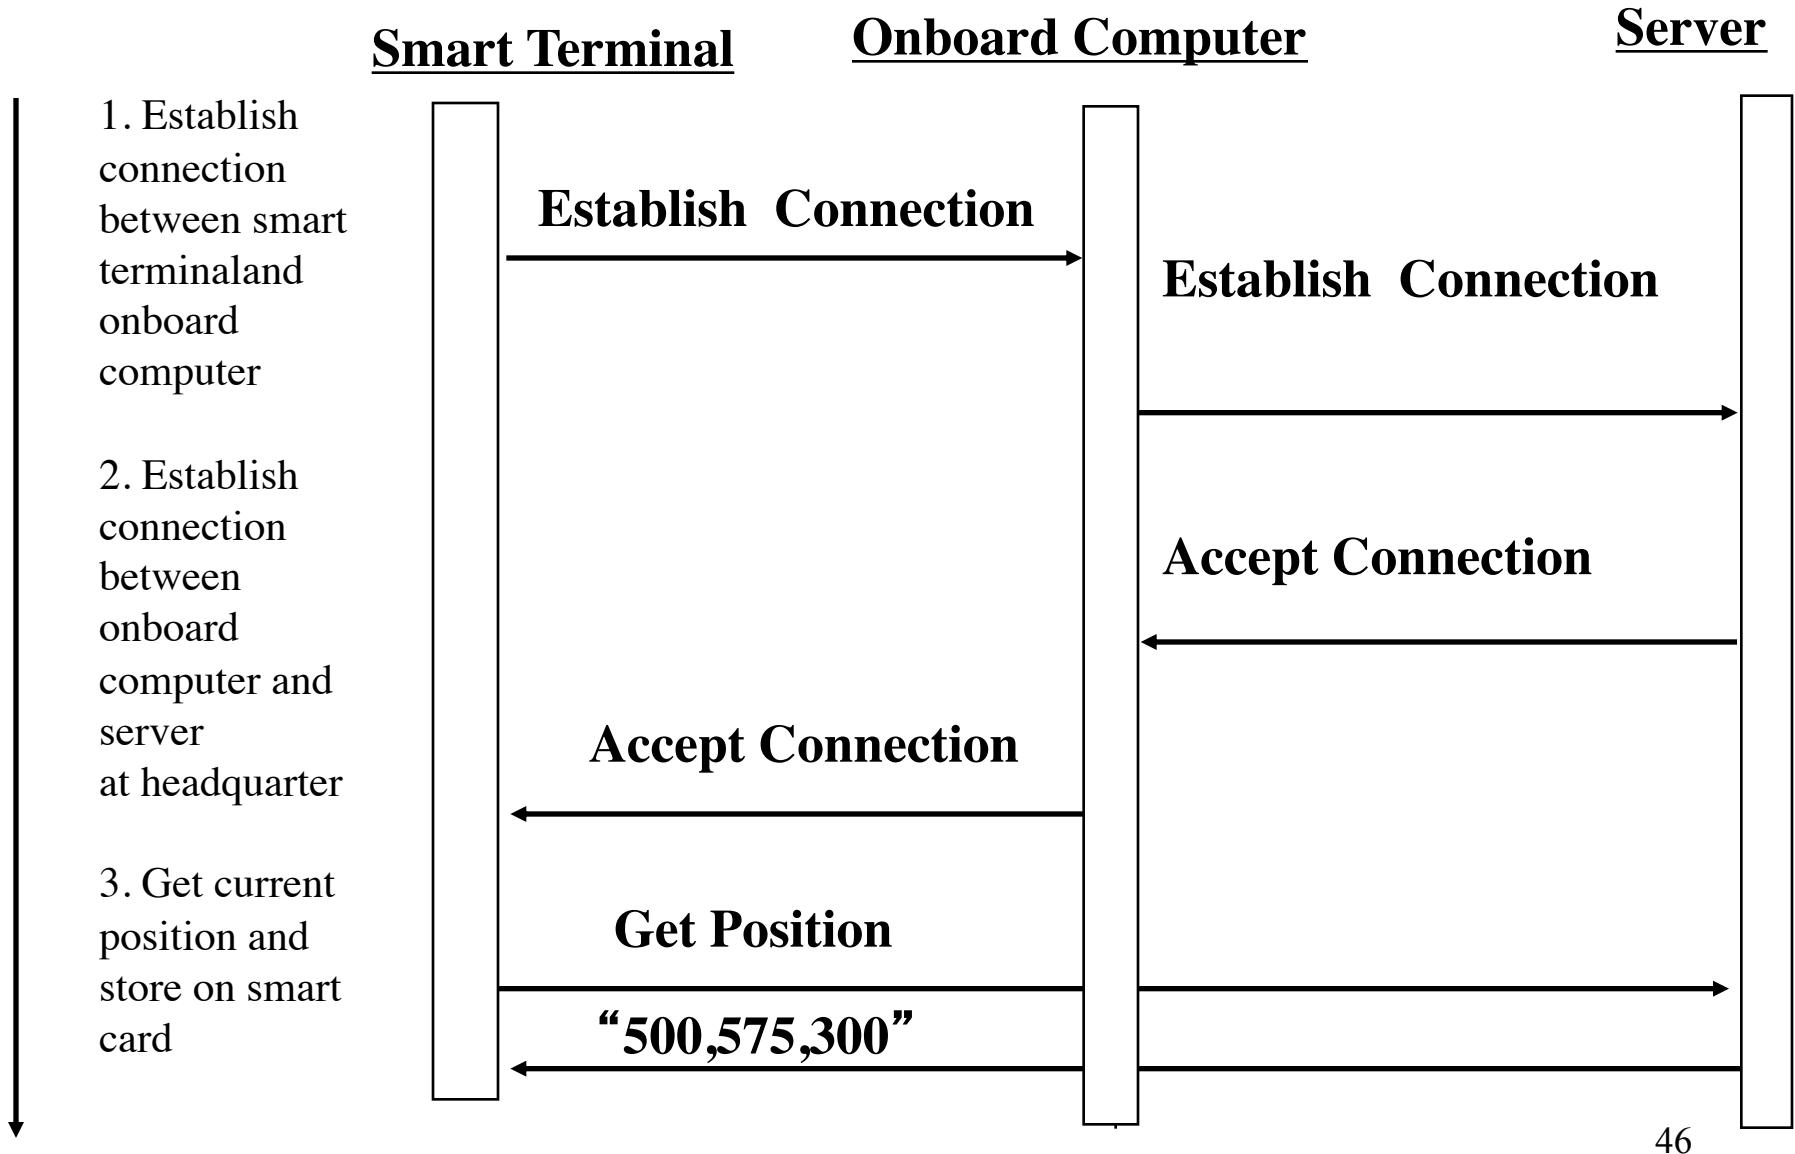 Smart Terminal
Onboard Computer
Server
1. Establish
connection
between smart
terminaland
onboard
computer
2. Establish
connection
between
onboard
computer and
server
at headquarter
3. Get current
position and
store on smart
card
Establish  Connection
Establish  Connection
Accept Connection
Accept Connection
Get Position
“500,575,300”
46